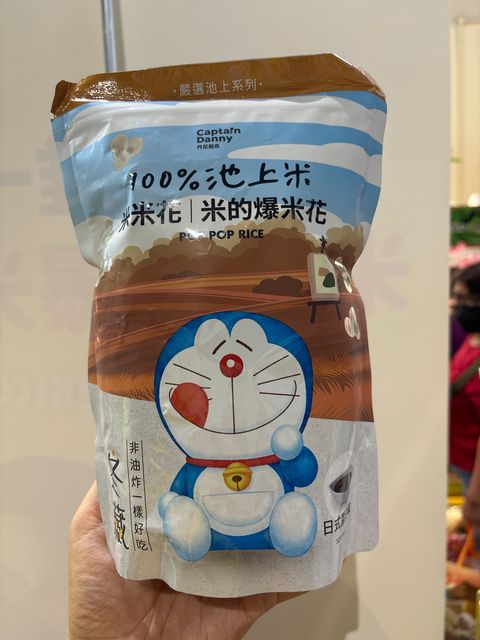 ·嚴選池上系列·
Captain
Danny
丹尼船長
100%池上米
米米花｜米的爆米花
POP POP RICE
冬藏
非油炸一樣好吃
日式